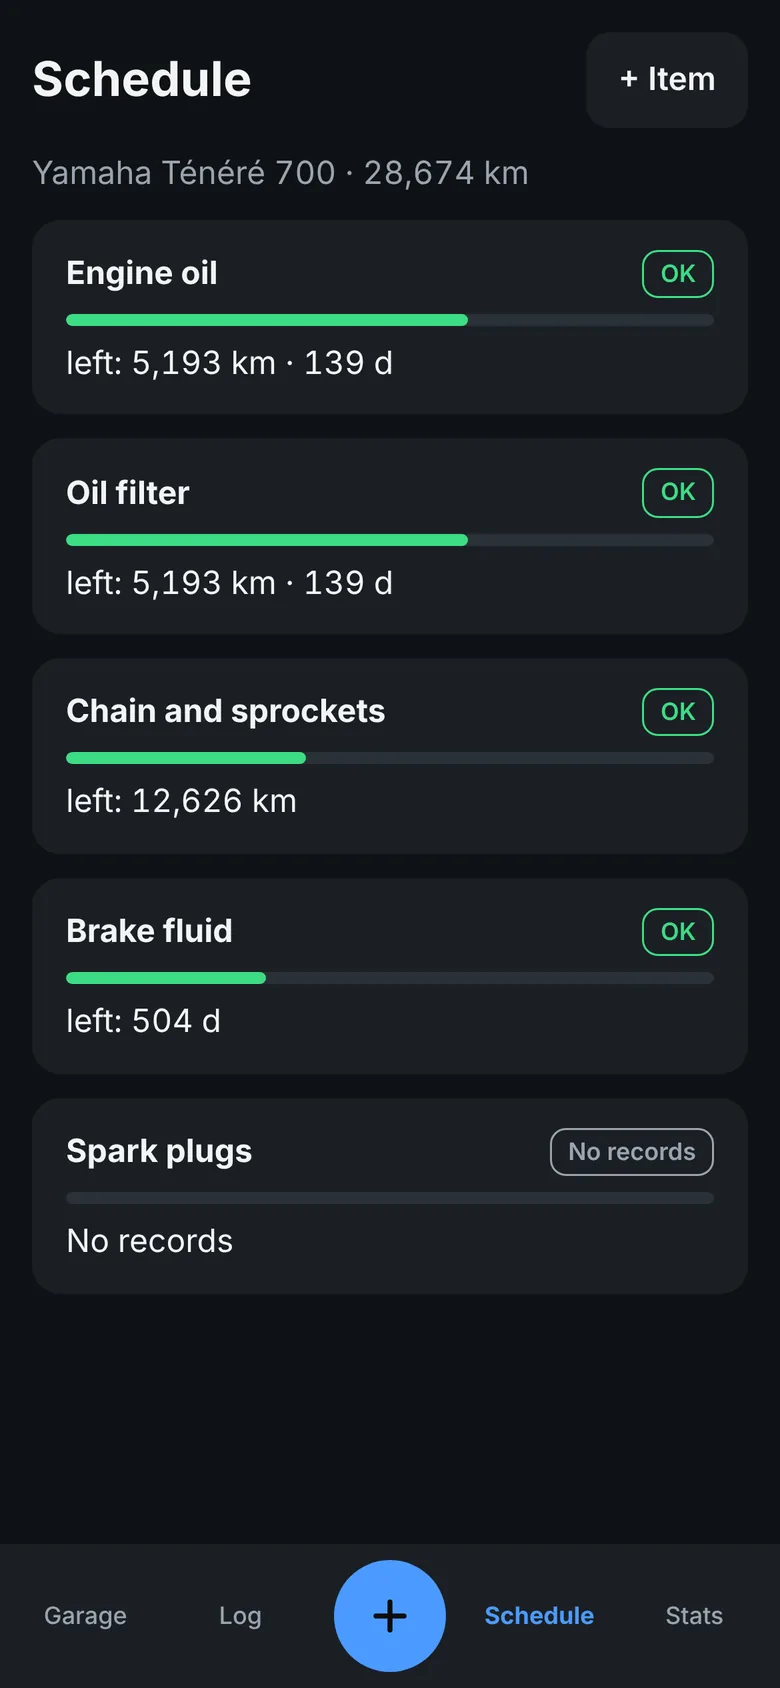 Schedule
+ Item
Yamaha Ténéré 700 · 28,674 km
Engine oil
OK
left: 5,193 km · 139 d
Oil filter
OK
left: 5,193 km · 139 d
Chain and sprockets
OK
left: 12,626 km
Brake fluid
OK
left: 504 d
Spark plugs
No records
No records
Garage
Log
+
Schedule
Stats